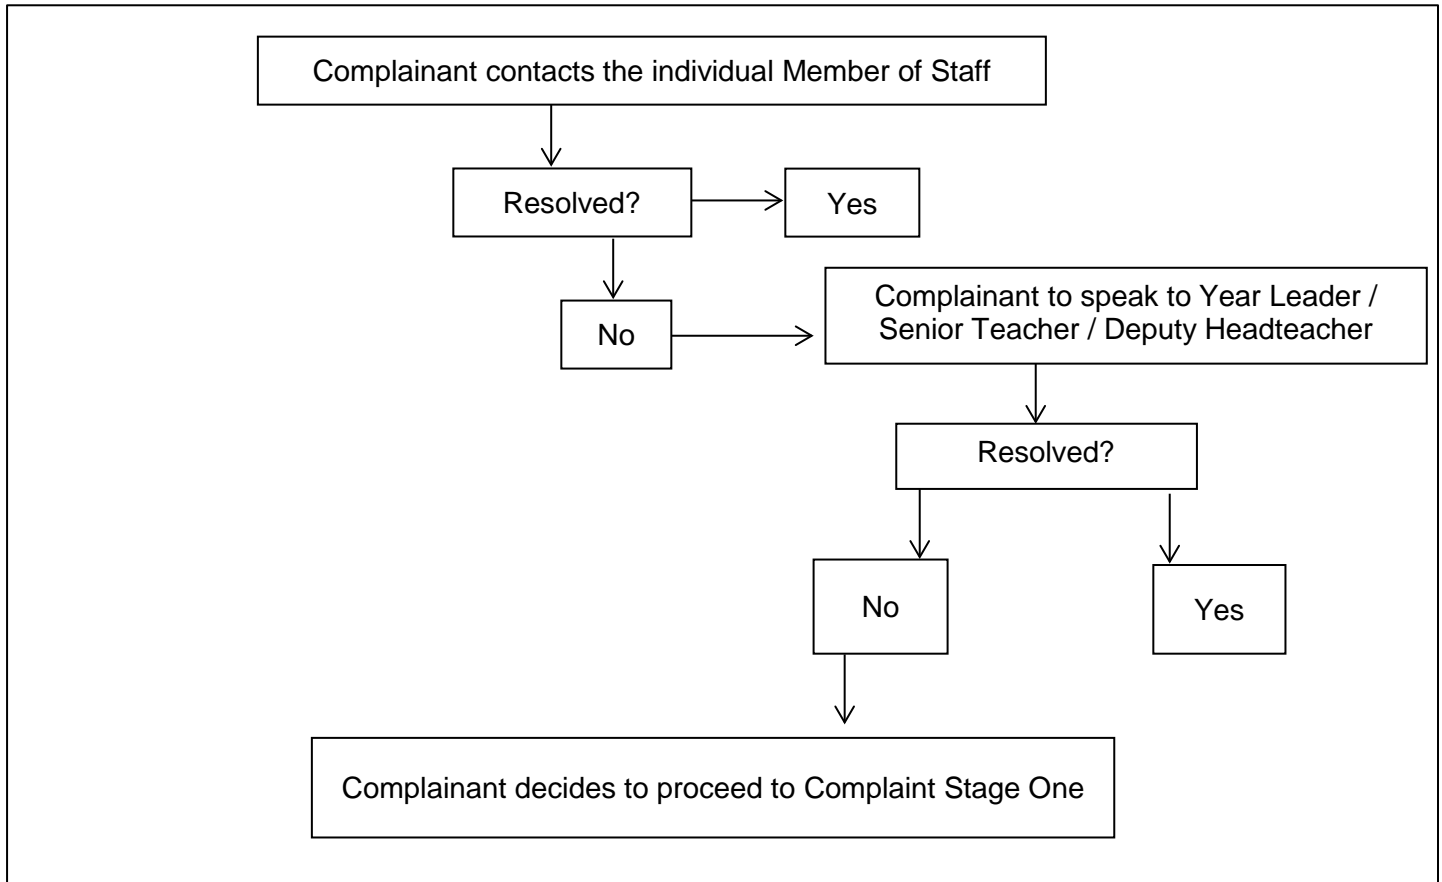 Complainant contacts the individual Member of Staff
Resolved?
Yes
No
Complainant to speak to Year Leader /
Senior Teacher / Deputy Headteacher
Resolved?
No
Yes
Complainant decides to proceed to Complaint Stage One